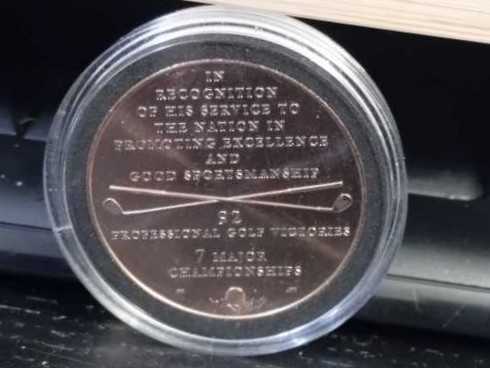 IN
RECOGNITION
OF HIS SERVICE TO
THE NATION IN
PROMOTING EXCELLENCE
AND
GOOD SPORTSMANSHIP
92
PROFESSIONAL GOLF VICTORIES
7 MAJOR
CHAMPIONSHIPS